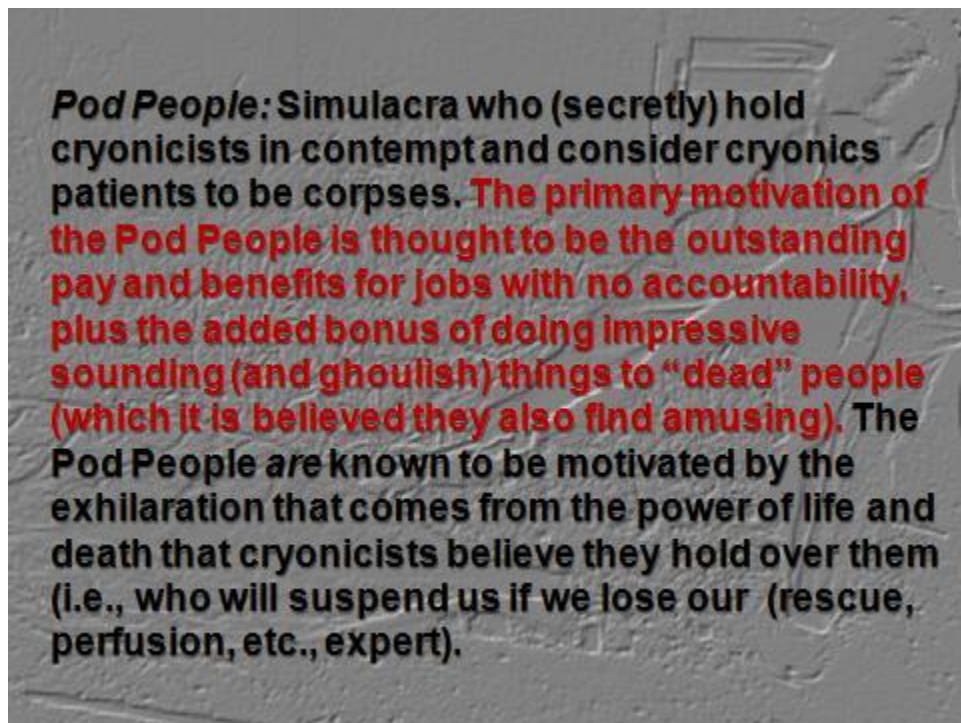 Pod People: Simulacra who (secretly) hold
cryonicists in contempt and consider cryonics
patients to be corpses. The primary motivation of
the Pod People is thought to be the outstanding
pay and benefits for jobs with no accountability,
plus the added bonus of doing impressive
sounding (and ghoulish) things to “dead” people
(which it is believed they also find amusing). The
Pod People are known to be motivated by the
exhilaration that comes from the power of life and
death that cryonicists believe they hold over them
(i.e., who will suspend us if we lose our (rescue,
perfusion, etc., expert).